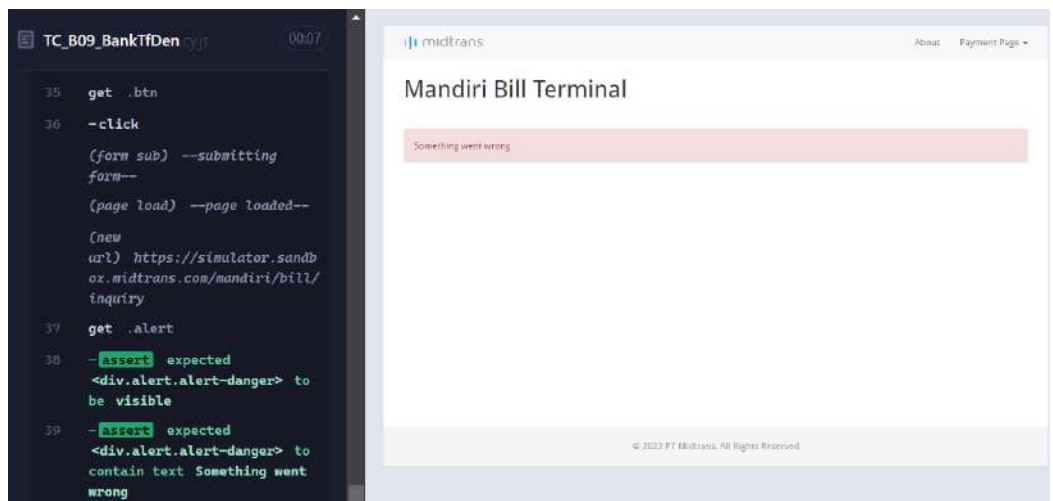 TC_B09_BankTfDen.cy.js 00:07
35 get .btn
36 -click
(form sub) --submitting
form--
(page load) --page loaded--
(new
url) https://simulator.sandb
ox.midtrans.com/mandiri/bill/
inquiry
37 get .alert
38 -assert expected
<div.alert.alert-danger> to
be visible
39 -assert expected
<div.alert.alert-danger> to
contain text Something went
wrong
midtrans
About Payment Page
Mandiri Bill Terminal
Something went wrong
© 2023 PT Midtrans, All Rights Reserved